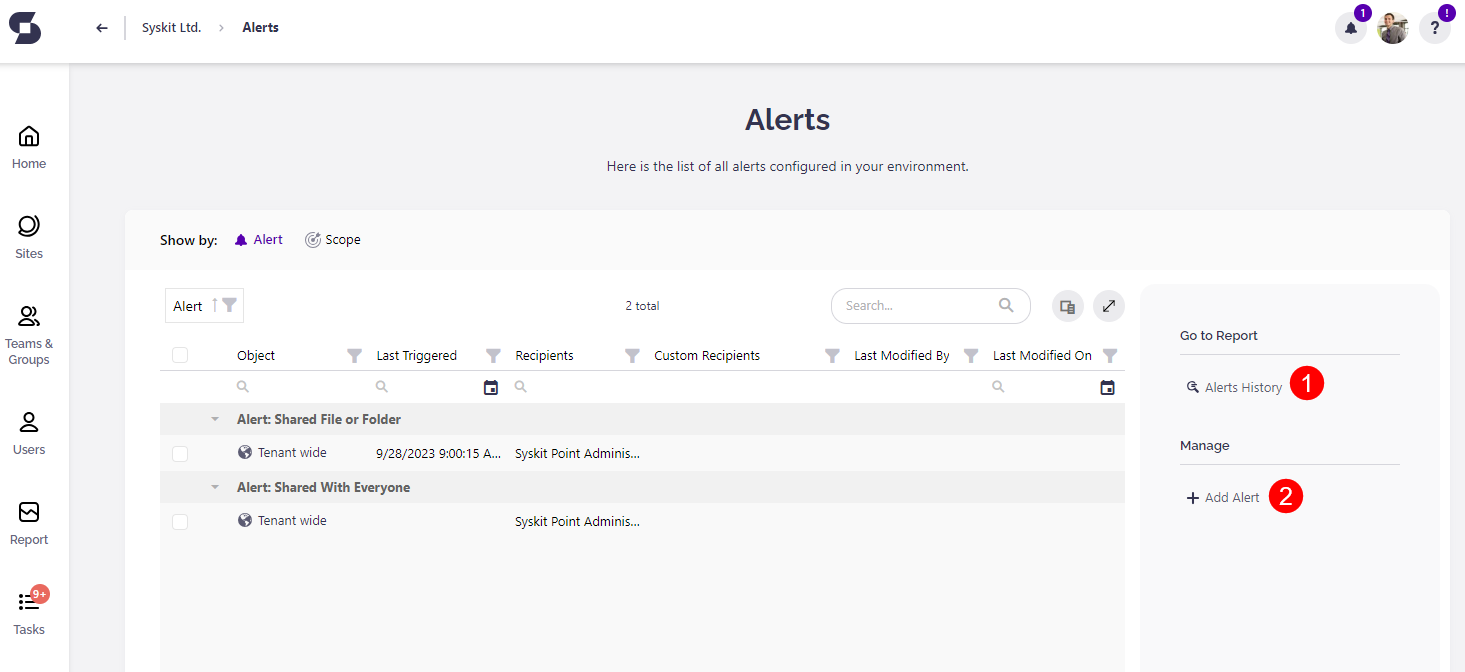 Syskit Ltd. > Alerts
1
!
?
Home
Sites
Teams &
Groups
Users
Report
9+
Tasks
Alerts
Here is the list of all alerts configured in your environment.
Show by: Alert Scope
Alert
2 total
Search...
Object Last Triggered Recipients Custom Recipients Last Modified By Last Modified On
Alert: Shared File or Folder
Tenant wide 9/28/2023 9:00:15 A... Syskit Point Adminis...
Alert: Shared With Everyone
Tenant wide Syskit Point Adminis...
Go to Report
Alerts History 1
Manage
+ Add Alert 2